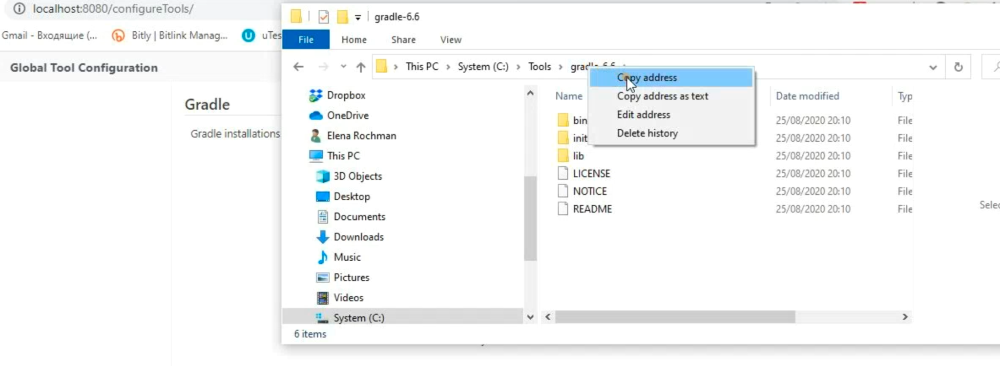 localhost:8080/configureTools/
Gmail - Входящие (...
Bitly | Bitlink Manag...
uTes
Global Tool Configuration
Gradle
Gradle installations
gradle-6.6
File Home Share View
This PC › System (C:) › Tools › gradle-6.6
Copy address
Copy address as text
Edit address
Delete history
Dropbox
OneDrive
Elena Rochman
This PC
3D Objects
Desktop
Documents
Downloads
Music
Pictures
Videos
System (C:)
Name Date modified Typ
bin 25/08/2020 20:10 File
init 25/08/2020 20:10 File
lib 25/08/2020 20:10 File
LICENSE 25/08/2020 20:10 File
NOTICE 25/08/2020 20:10 File
README 25/08/2020 20:10 File
Selec
6 items